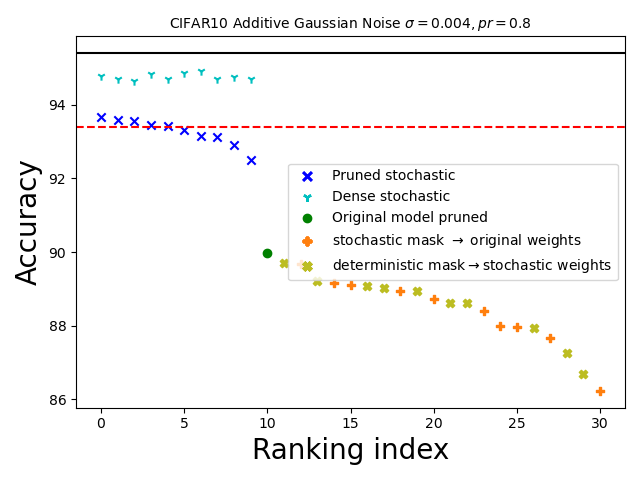 CIFAR10 Additive Gaussian Noise σ = 0.004, pr = 0.8
Accuracy
94
92
90
88
86
Pruned stochastic
Dense stochastic
Original model pruned
stochastic mask → original weights
deterministic mask → stochastic weights
0 5 10 15 20 25 30
Ranking index